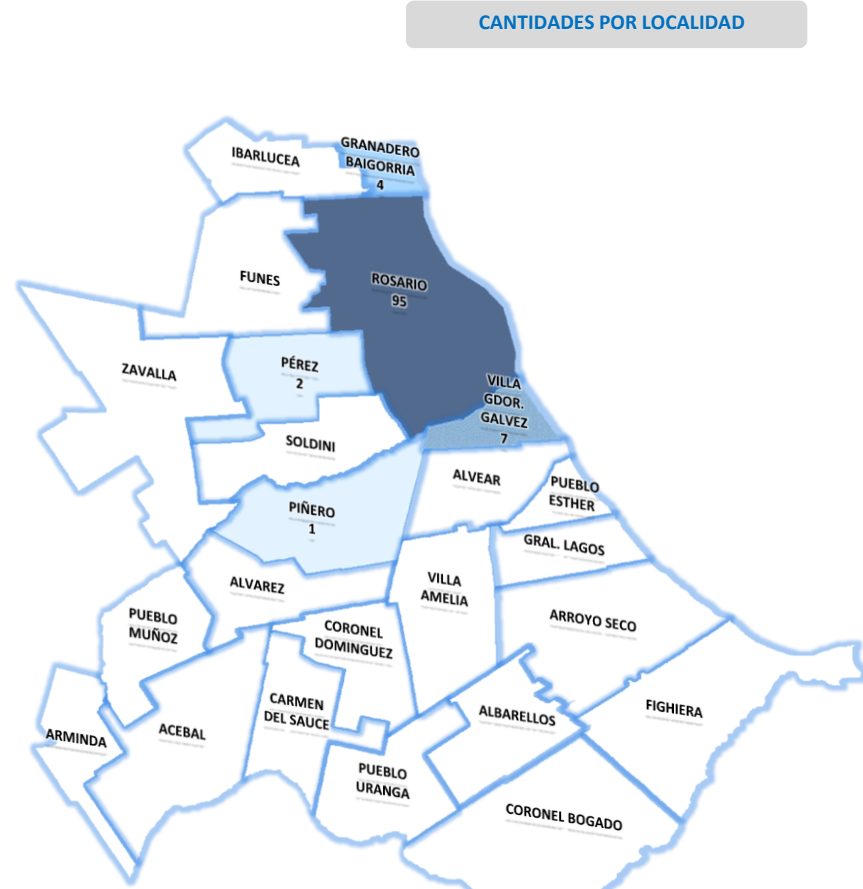 CANTIDADES POR LOCALIDAD
IBARLUCEA
GRANADERO
BAIGORRIA
4
FUNES
ROSARIO
95
ZAVALLA
PÉREZ
2
VILLA
GDOR.
GALVEZ
7
SOLDINI
ALVEAR
PUEBLO
ESTHER
PIÑERO
1
GRAL. LAGOS
ALVAREZ
VILLA
AMELIA
PUEBLO
MUÑOZ
CORONEL
DOMINGUEZ
ARROYO SECO
CARMEN
DEL SAUCE
ALBARELLOS
FIGHIERA
ARMINDA
ACEBAL
PUEBLO
URANGA
CORONEL BOGADO